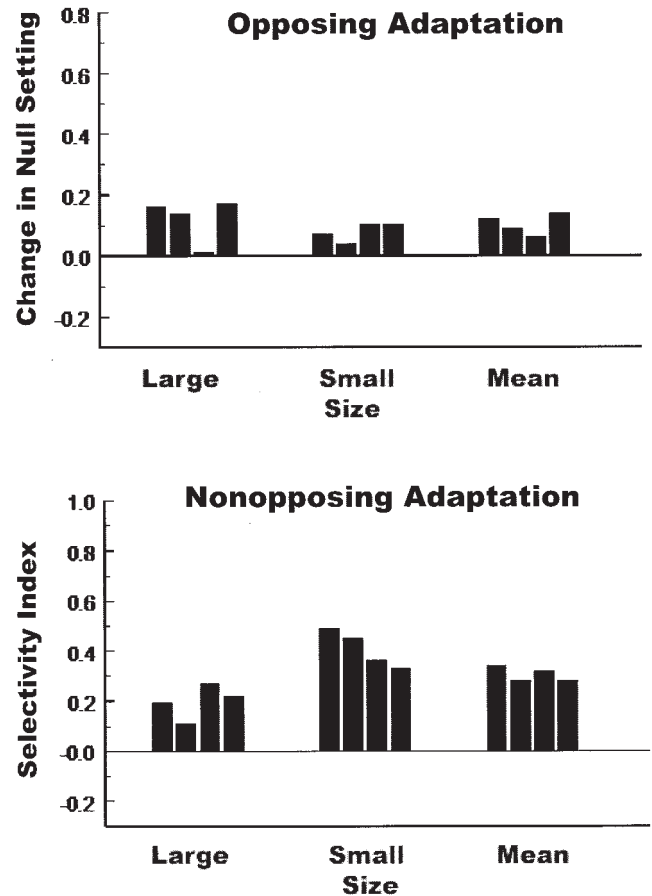 Opposing Adaptation
Change in Null Setting
0.8
0.6
0.4
0.2
0.0
-0.2
Large
Small
Mean
Size
Nonopposing Adaptation
Selectivity Index
1.0
0.8
0.6
0.4
0.2
-0.0
-0.2
Large
Small
Mean
Size